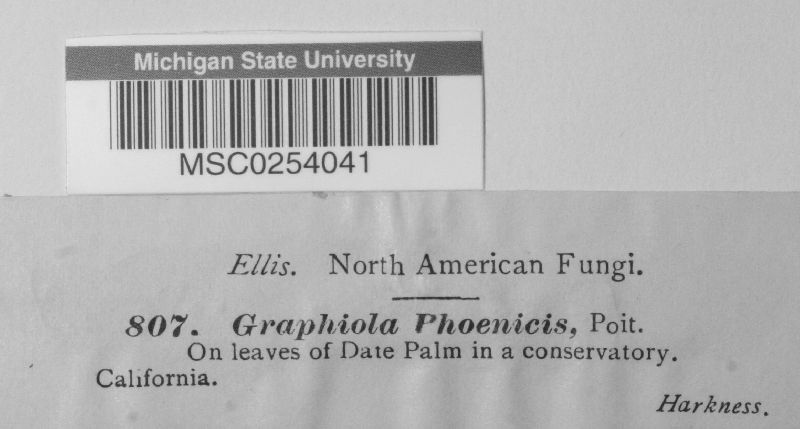 Michigan State University
MSC0254041
Ellis. North American Fungi.
807. Graphiola Phoenicis, Poit.
On leaves of Date Palm in a conservatory.
California.
Harkness.